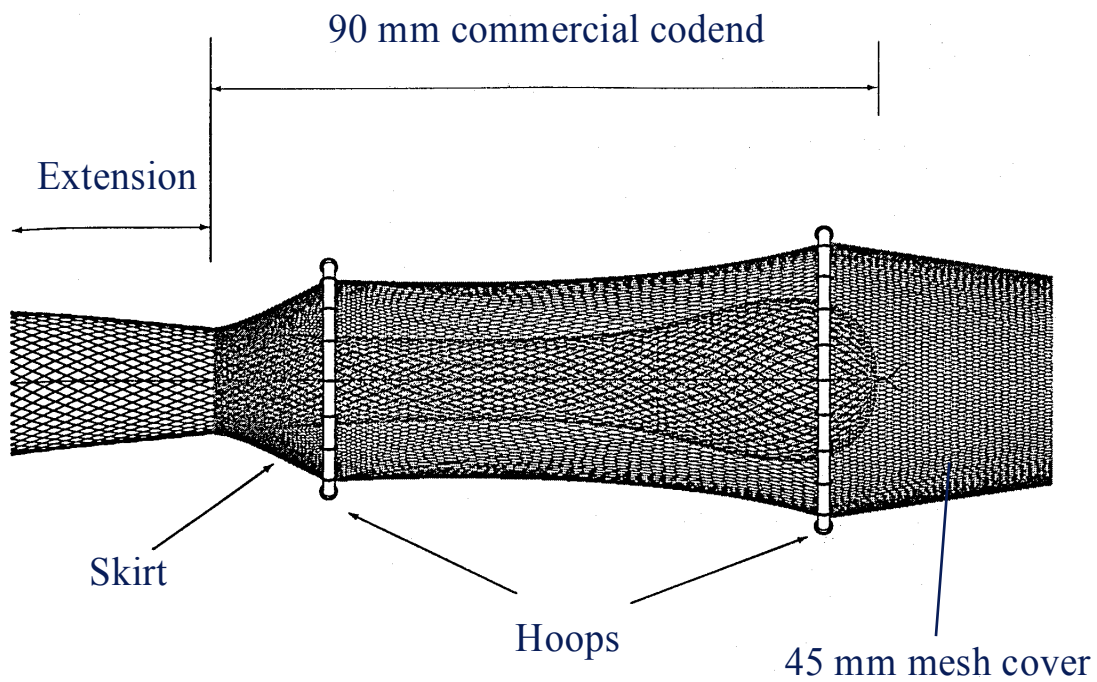 90 mm commercial codend
Extension
Skirt
Hoops
45 mm mesh cover